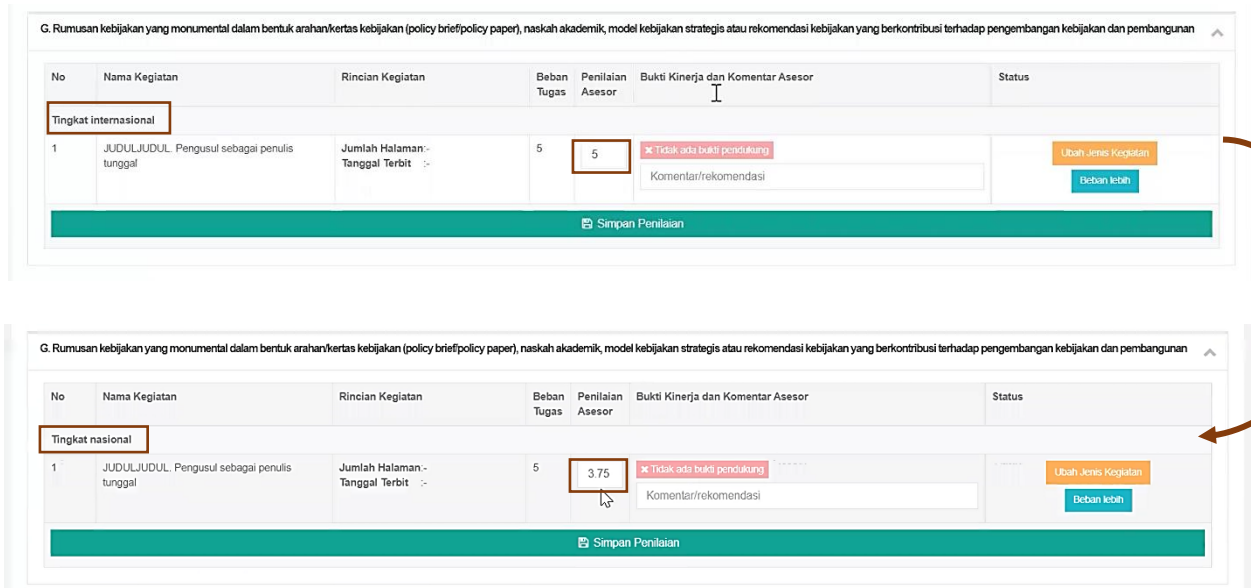 G. Rumusan kebijakan yang monumental dalam bentuk arahan/kertas kebijakan (policy brief/policy paper), naskah akademik, model kebijakan strategis atau rekomendasi kebijakan yang berkontribusi terhadap pengembangan kebijakan dan pembangunan
No Nama Kegiatan Rincian Kegiatan Beban Tugas Penilaian Asesor Bukti Kinerja dan Komentar Asesor Status
Tingkat internasional
1 JUDULJUDUL. Pengusul sebagai penulis tunggal Jumlah Halaman:- 5 5 Tidak ada bukti pendukung Ubah Jenis Kegiatan
Tanggal Terbit :- Komentar/rekomendasi Beban lebih
Simpan Penilaian
G. Rumusan kebijakan yang monumental dalam bentuk arahan/kertas kebijakan (policy brief/policy paper), naskah akademik, model kebijakan strategis atau rekomendasi kebijakan yang berkontribusi terhadap pengembangan kebijakan dan pembangunan
No Nama Kegiatan Rincian Kegiatan Beban Tugas Penilaian Asesor Bukti Kinerja dan Komentar Asesor Status
Tingkat nasional
1 JUDULJUDUL. Pengusul sebagai penulis tunggal Jumlah Halaman:- 5 3.75 Tidak ada bukti pendukung Ubah Jenis Kegiatan
Tanggal Terbit :- Komentar/rekomendasi Beban lebih
Simpan Penilaian